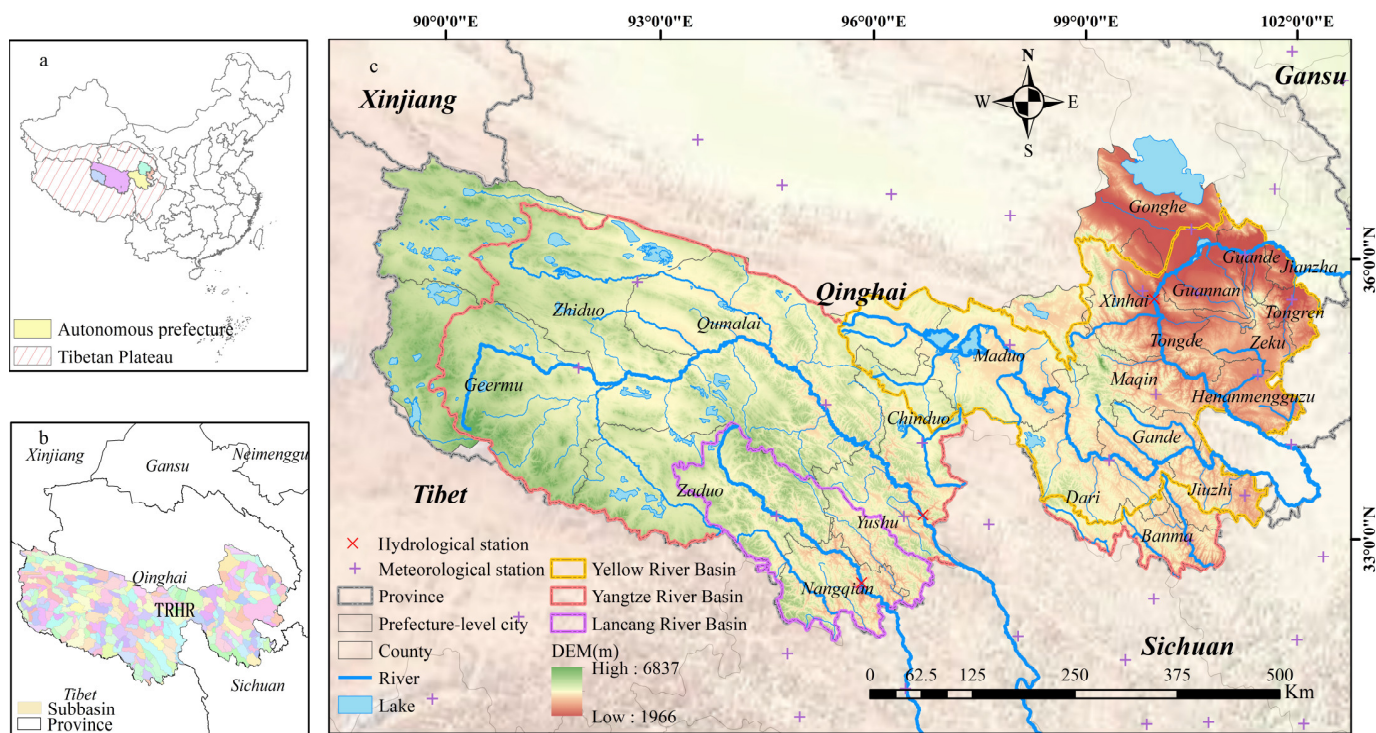 90°0'0"E 93°0'0"E 96°0'0"E 99°0'0"E 102°0'0"E
a
Autonomous prefecture
Tibetan Plateau
b
Xinjiang
Gansu
Neimenggu
Qinghai
TRHR
Tibet
Sichuan
Subbasin
Province
c
Xinjiang
Gansu
N
W E
S
Gonghe
Qinghai
Guande
Jianzha
36°0'0"N
Xinhai
Guannan
Tongren
Zhiduo
Qumalai
Maduo
Tongde
Zeku
Geermu
Maqin
Henanmengguzu
Chinduo
Gande
Tibet
Zaduo
Yushu
Dari
Jiuzhi
Banma
33°0'0"N
Nangqian
Sichuan
Hydrological station
Meteorological station
Province
Prefecture-level city
County
River
Lake
Yellow River Basin
Yangtze River Basin
Lancang River Basin
DEM(m)
High : 6837
Low : 1966
0 62.5 125 250 375 500
Km